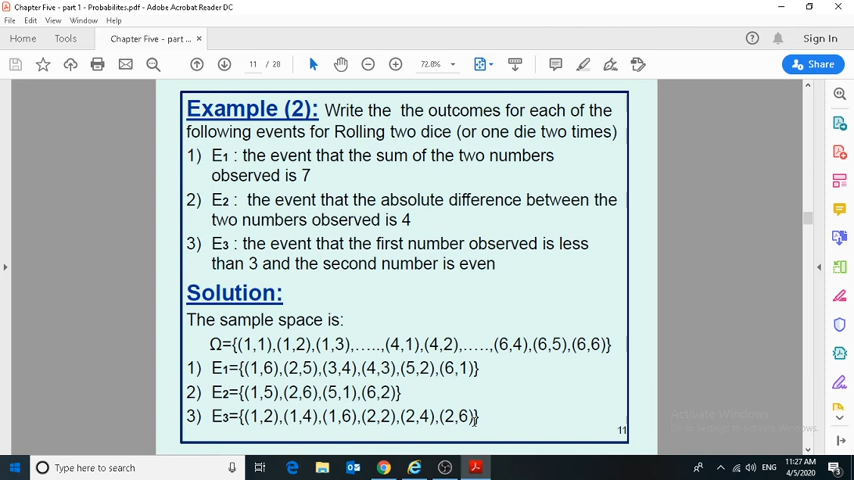 Chapter Five - part 1 - Probabilites.pdf - Adobe Acrobat Reader DC
File Edit View Window Help
Home Tools Chapter Five - part ... × Sign In
11 / 28 72.8% Share
Example (2): Write the the outcomes for each of the
following events for Rolling two dice (or one die two times)
1) E1 : the event that the sum of the two numbers
observed is 7
2) E2 : the event that the absolute difference between the
two numbers observed is 4
3) E3 : the event that the first number observed is less
than 3 and the second number is even
Solution:
The sample space is:
Ω={(1,1),(1,2),(1,3),…..,(4,1),(4,2),…..,(6,4),(6,5),(6,6)}
1) E1={(1,6),(2,5),(3,4),(4,3),(5,2),(6,1)}
2) E2={(1,5),(2,6),(5,1),(6,2)}
3) E3={(1,2),(1,4),(1,6),(2,2),(2,4),(2,6)}
11
Activate Windows
Go to Settings to activate Windows.
Type here to search
ENG
11:27 AM
4/5/2020
3